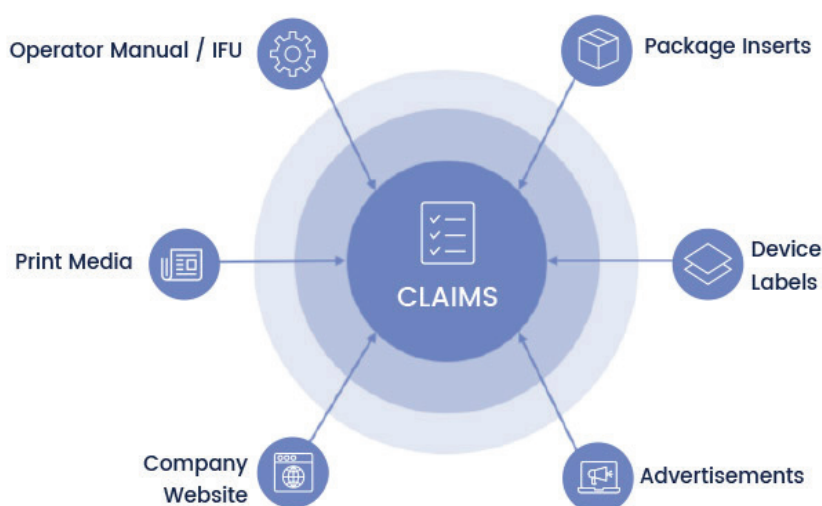 Operator Manual / IFU
Package Inserts
Print Media
CLAIMS
Device
Labels
Company
Website
Advertisements